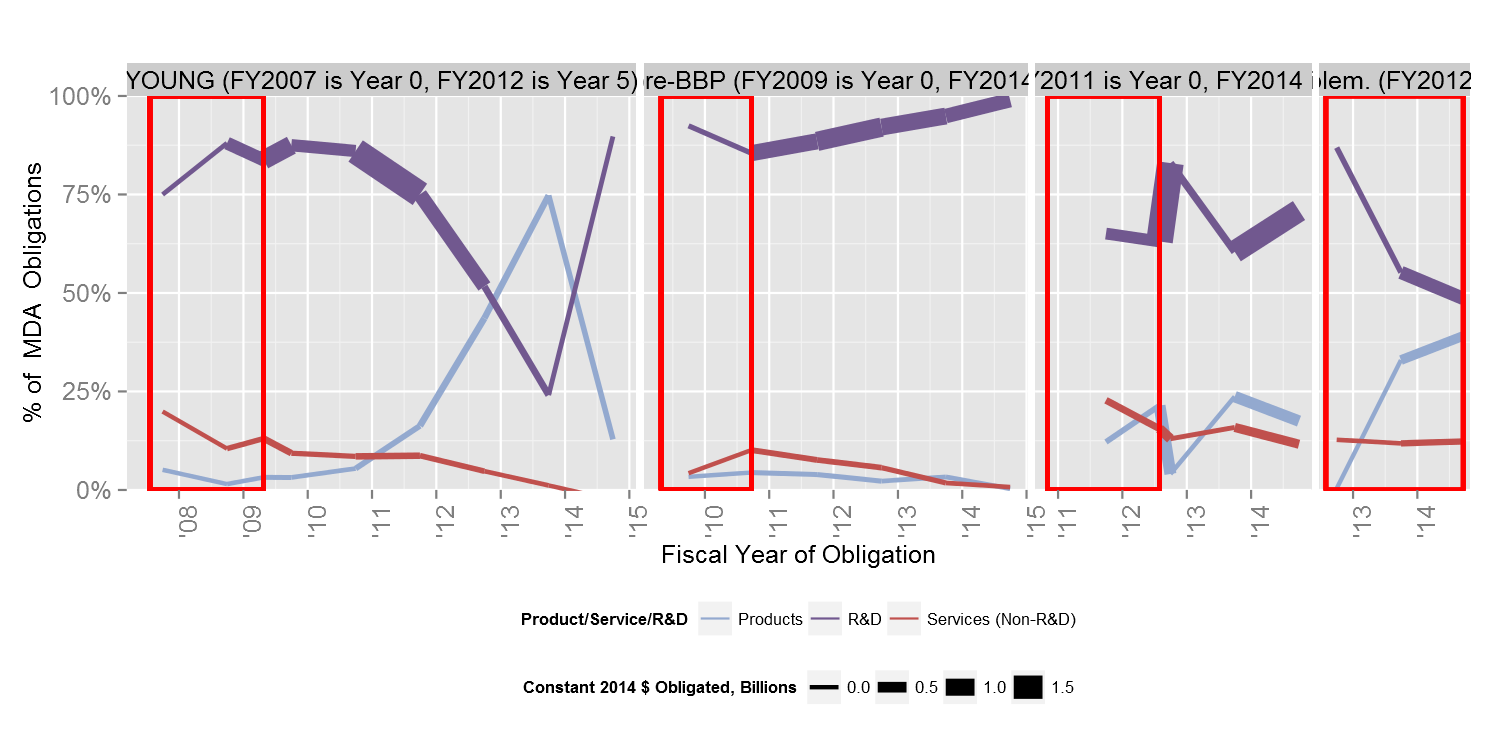 YOUNG (FY2007 is Year 0, FY2012 is Year 5)
re-BBP (FY2009 is Year 0, FY2014
Y2011 is Year 0, FY2014
lem. (FY2012
% of MDA Obligations
100%
75%
50%
25%
0%
'08 '09 '10 '11 '12 '13 '14 '15
'10 '11 '12 '13 '14 '15
'11 '12 '13 '14
'13 '14
Fiscal Year of Obligation
Product/Service/R&D Products R&D Services (Non-R&D)
Constant 2014 $ Obligated, Billions 0.0 0.5 1.0 1.5